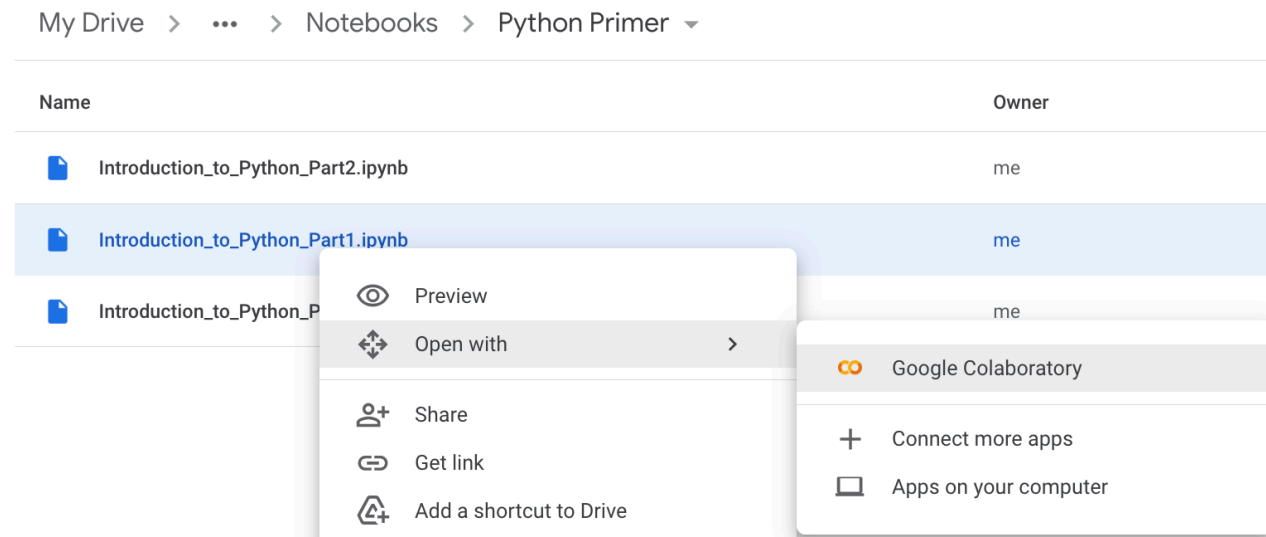 My Drive > ... > Notebooks > Python Primer
Name Owner
Introduction_to_Python_Part2.ipynb me
Introduction_to_Python_Part1.ipynb me
Preview
Introduction_to_Python_P me
Open with
Google Colaboratory
Share
Connect more apps
Get link
Apps on your computer
Add a shortcut to Drive